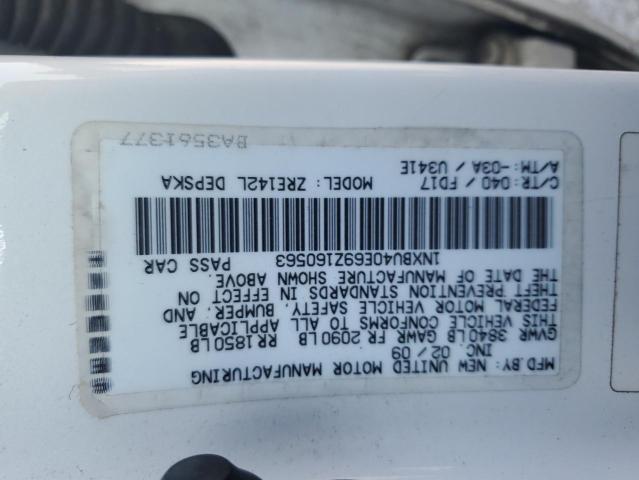 MFD.BY: NEW UNITED MOTOR MANUFACTURING
INC. 02/09
GVWR 3840LB GAWR FR 2090LB RR1850LB
THIS VEHICLE CONFORMS TO ALL APPLICABLE
FEDERAL MOTOR VEHICLE SAFETY, BUMPER, AND
THEFT PREVENTION STANDARDS IN EFFECT ON
THE DATE OF MANUFACTURE SHOWN ABOVE.
1NXBU40E69Z160563 PASS CAR
C/TR:040 / FD17 MODEL: ZRE142L DEPSKA
A/TM:-03A / U341E
BA3561377